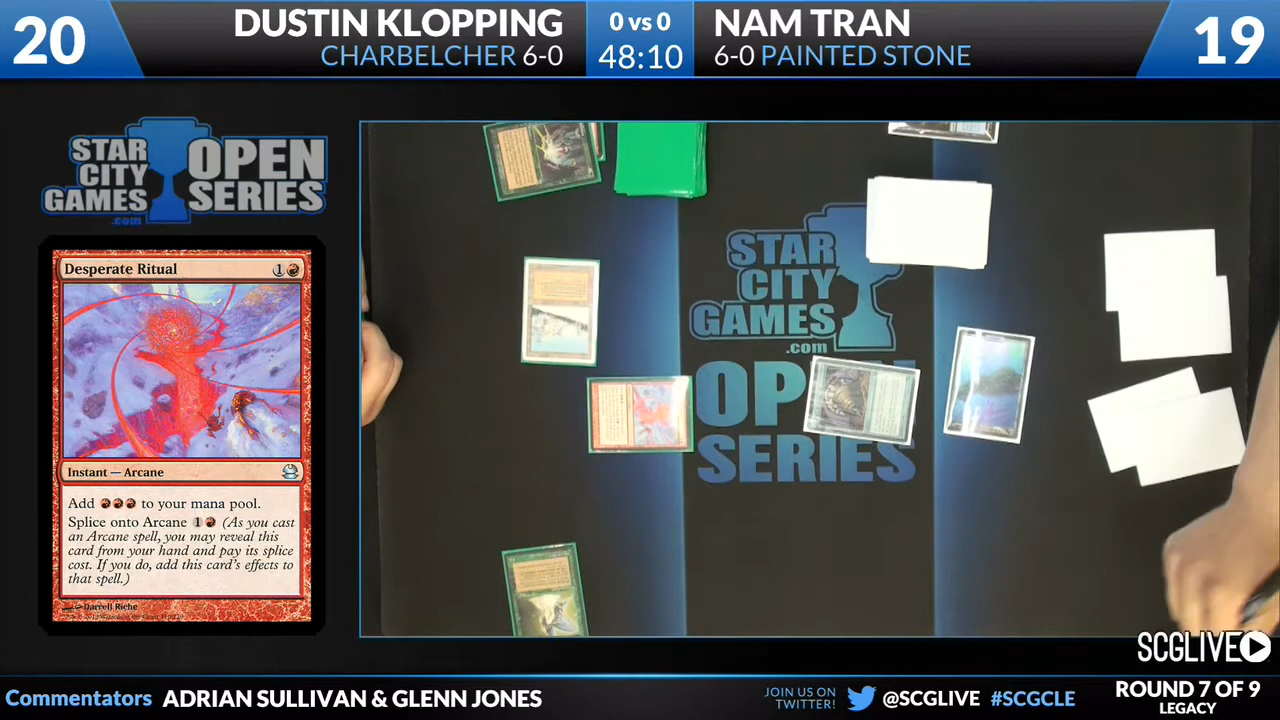 20
DUSTIN KLOPPING
CHARBELCHER 6-0
0 vs 0
48:10
NAM TRAN
6-0 PAINTED STONE
19
STAR
CITY
GAMES
.com
OPEN
SERIES
Desperate Ritual
1
Instant — Arcane
Add to your mana pool.
Splice onto Arcane 1 (As you cast
an Arcane spell, you may reveal this
card from your hand and pay its splice
cost. If you do, add this card's effects to
that spell.)
Darrell Riche
STAR
CITY
GAMES
.com
OP
SERIES
SCGLIVE
Commentators ADRIAN SULLIVAN & GLENN JONES
JOIN US ON
TWITTER!
@SCGLIVE #SCGCLE
ROUND 7 OF 9
LEGACY